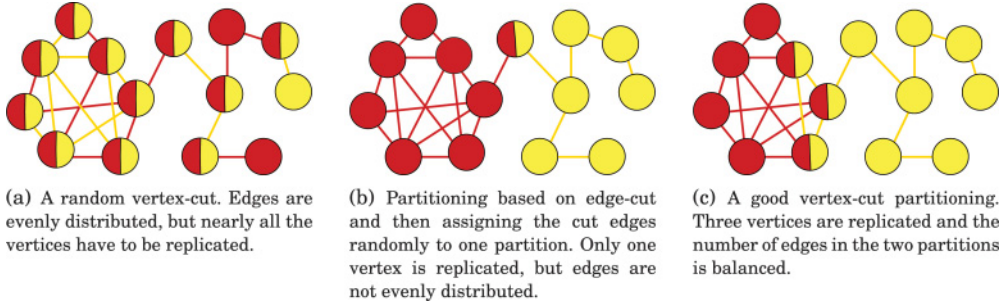 (a) A random vertex-cut. Edges are
evenly distributed, but nearly all the
vertices have to be replicated.
(b) Partitioning based on edge-cut
and then assigning the cut edges
randomly to one partition. Only one
vertex is replicated, but edges are
not evenly distributed.
(c) A good vertex-cut partitioning.
Three vertices are replicated and the
number of edges in the two partitions
is balanced.